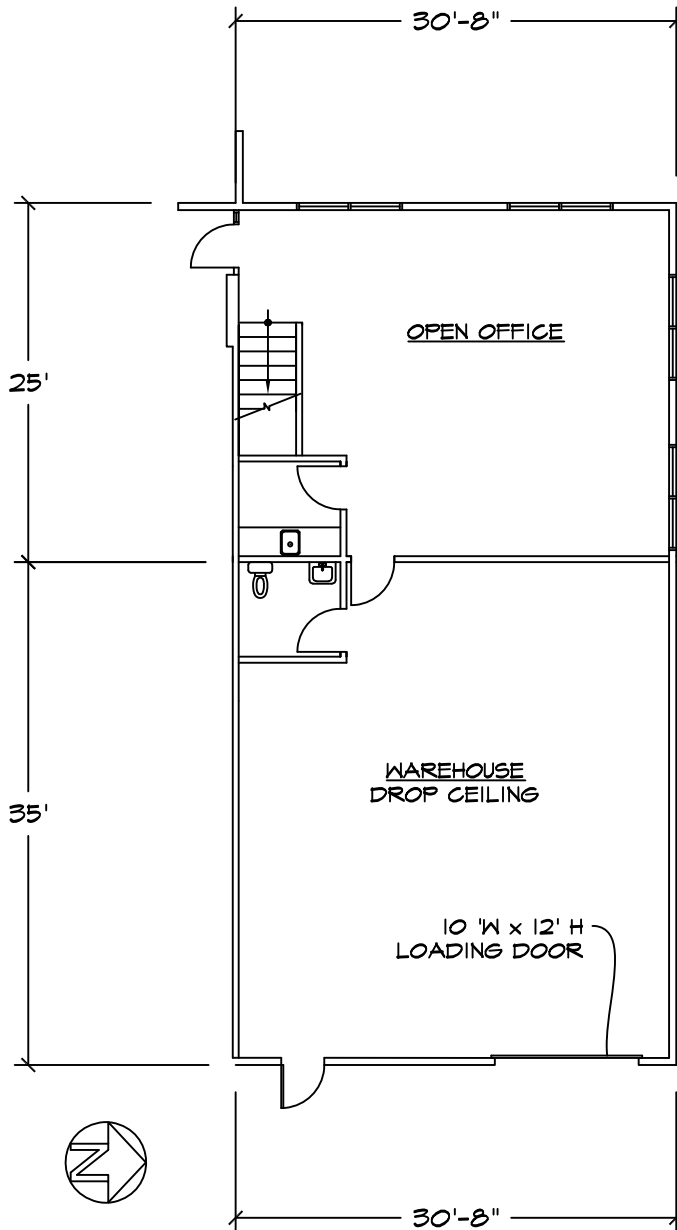 30'-8"
OPEN OFFICE
25'
WAREHOUSE
DROP CEILING
35'
10 'W x 12' H
LOADING DOOR
N
30'-8"